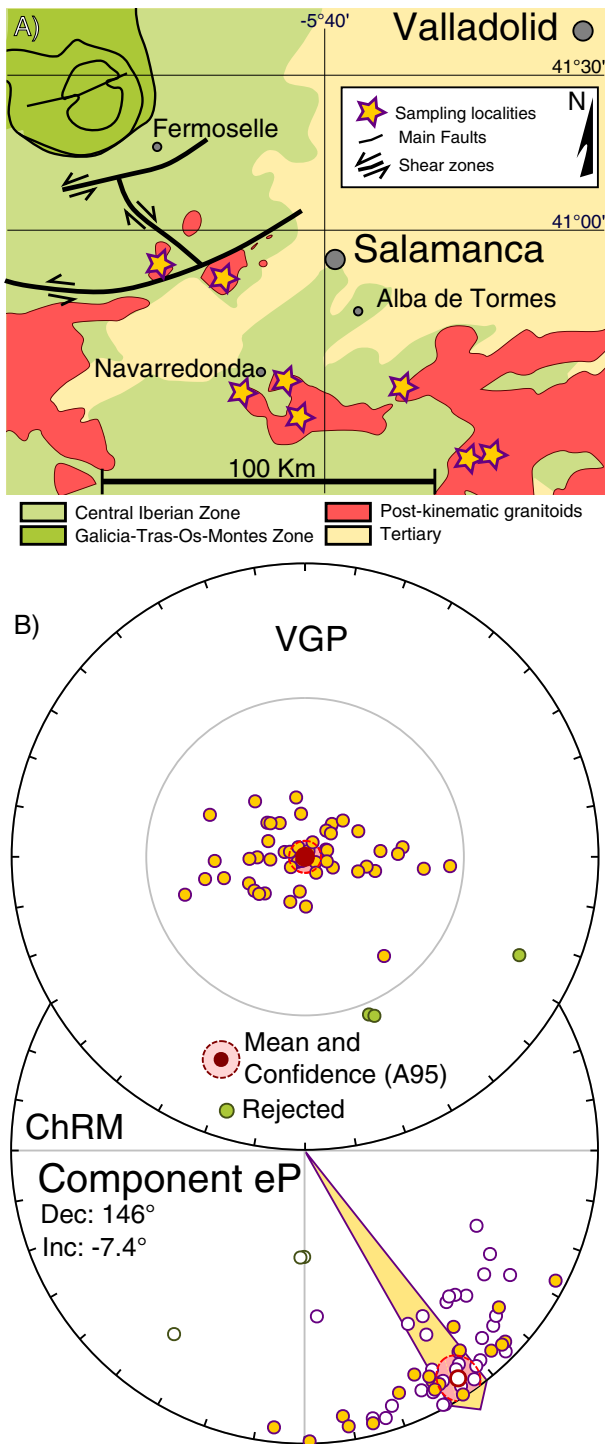 A)
-5°40'
Valladolid
41°30'
Sampling localities
Main Faults
Shear zones
N
Fermoselle
41°00'
Salamanca
Alba de Tormes
Navarredonda
100 Km
Central Iberian Zone
Post-kinematic granitoids
Galicia-Tras-Os-Montes Zone
Tertiary
B)
VGP
Mean and
Confidence (A95)
Rejected
ChRM
Component eP
Dec: 146°
Inc: -7.4°